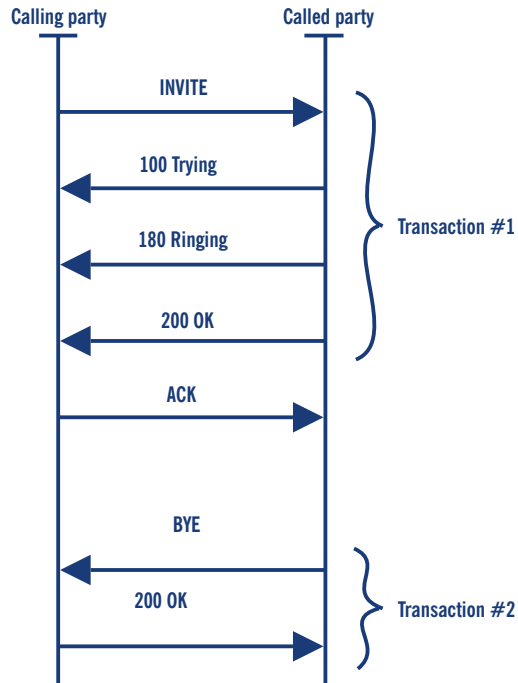 Calling party
Called party
INVITE
100 Trying
180 Ringing
Transaction #1
200 OK
ACK
BYE
200 OK
Transaction #2